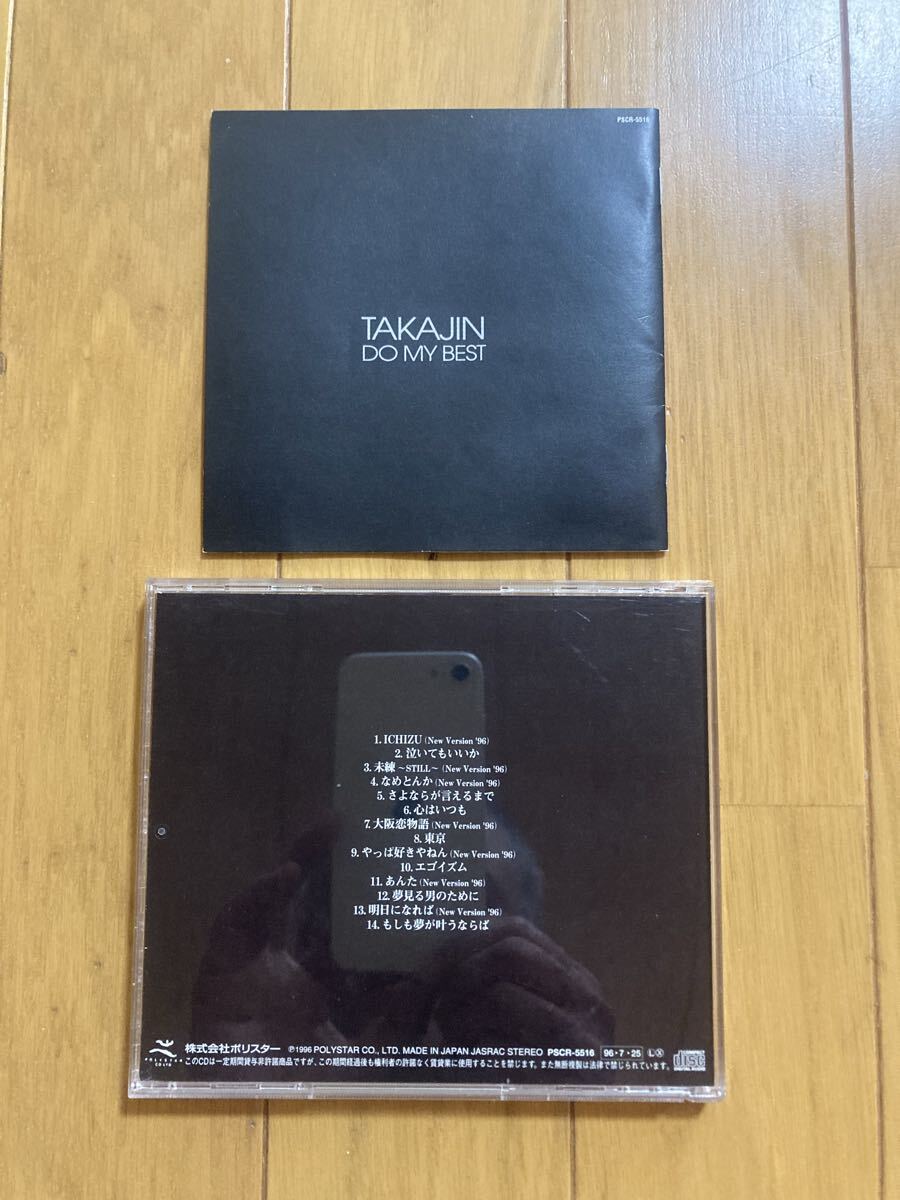 PSCR-5516
TAKAJIN
DO MY BEST
1. ICHIZU (New Version '96)
2. 泣いてもいいか
3. 未練 ~STILL~ (New Version '96)
4. なめとんか (New Version '96)
5. さよならが言えるまで
6. 心はいつも
7. 大阪恋物語 (New Version '96)
8. 東京
9. やっぱ好きやねん (New Version '96)
10. エゴイズム
11. あんた (New Version '96)
12. 夢見る男のために
13. 明日になれば (New Version '96)
14. もしも夢が叶うならば
株式会社ポリスター ℗1996 POLYSTAR CO., LTD. MADE IN JAPAN JASRAC STEREO PSCR-5516 96・7・25 Ⓛ Ⓧ
POLYSTAR CO.LTD
このCDは一定期間貸与非許諾商品ですが、この期間経過後も権利者の許諾なく賃貸業に使用することを禁じます。また無断複製は法律で禁じられています。
COMPACT disc DIGITAL AUDIO